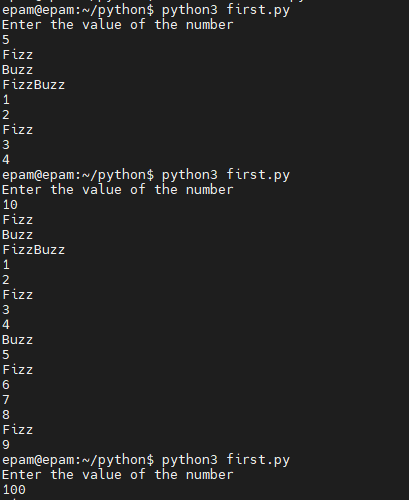 epam@epam:~/python$ python3 first.py
Enter the value of the number
5
Fizz
Buzz
FizzBuzz
1
2
Fizz
3
4
epam@epam:~/python$ python3 first.py
Enter the value of the number
10
Fizz
Buzz
FizzBuzz
1
2
Fizz
3
4
Buzz
5
Fizz
6
7
8
Fizz
9
epam@epam:~/python$ python3 first.py
Enter the value of the number
100